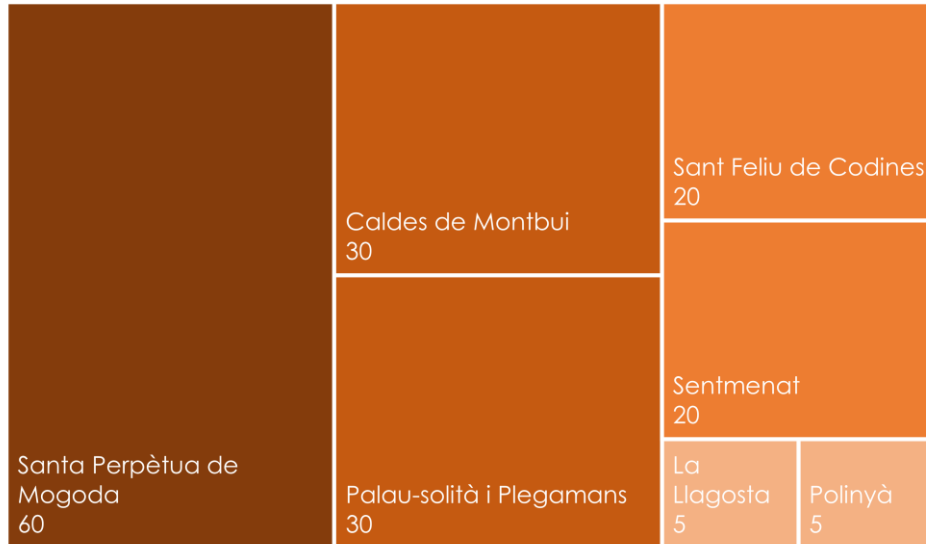 Santa Perpètua de
Mogoda
60
Caldes de Montbui
30
Palau-solità i Plegamans
30
Sant Feliu de Codines
20
Sentmenat
20
La
Llagosta
5
Polinyà
5